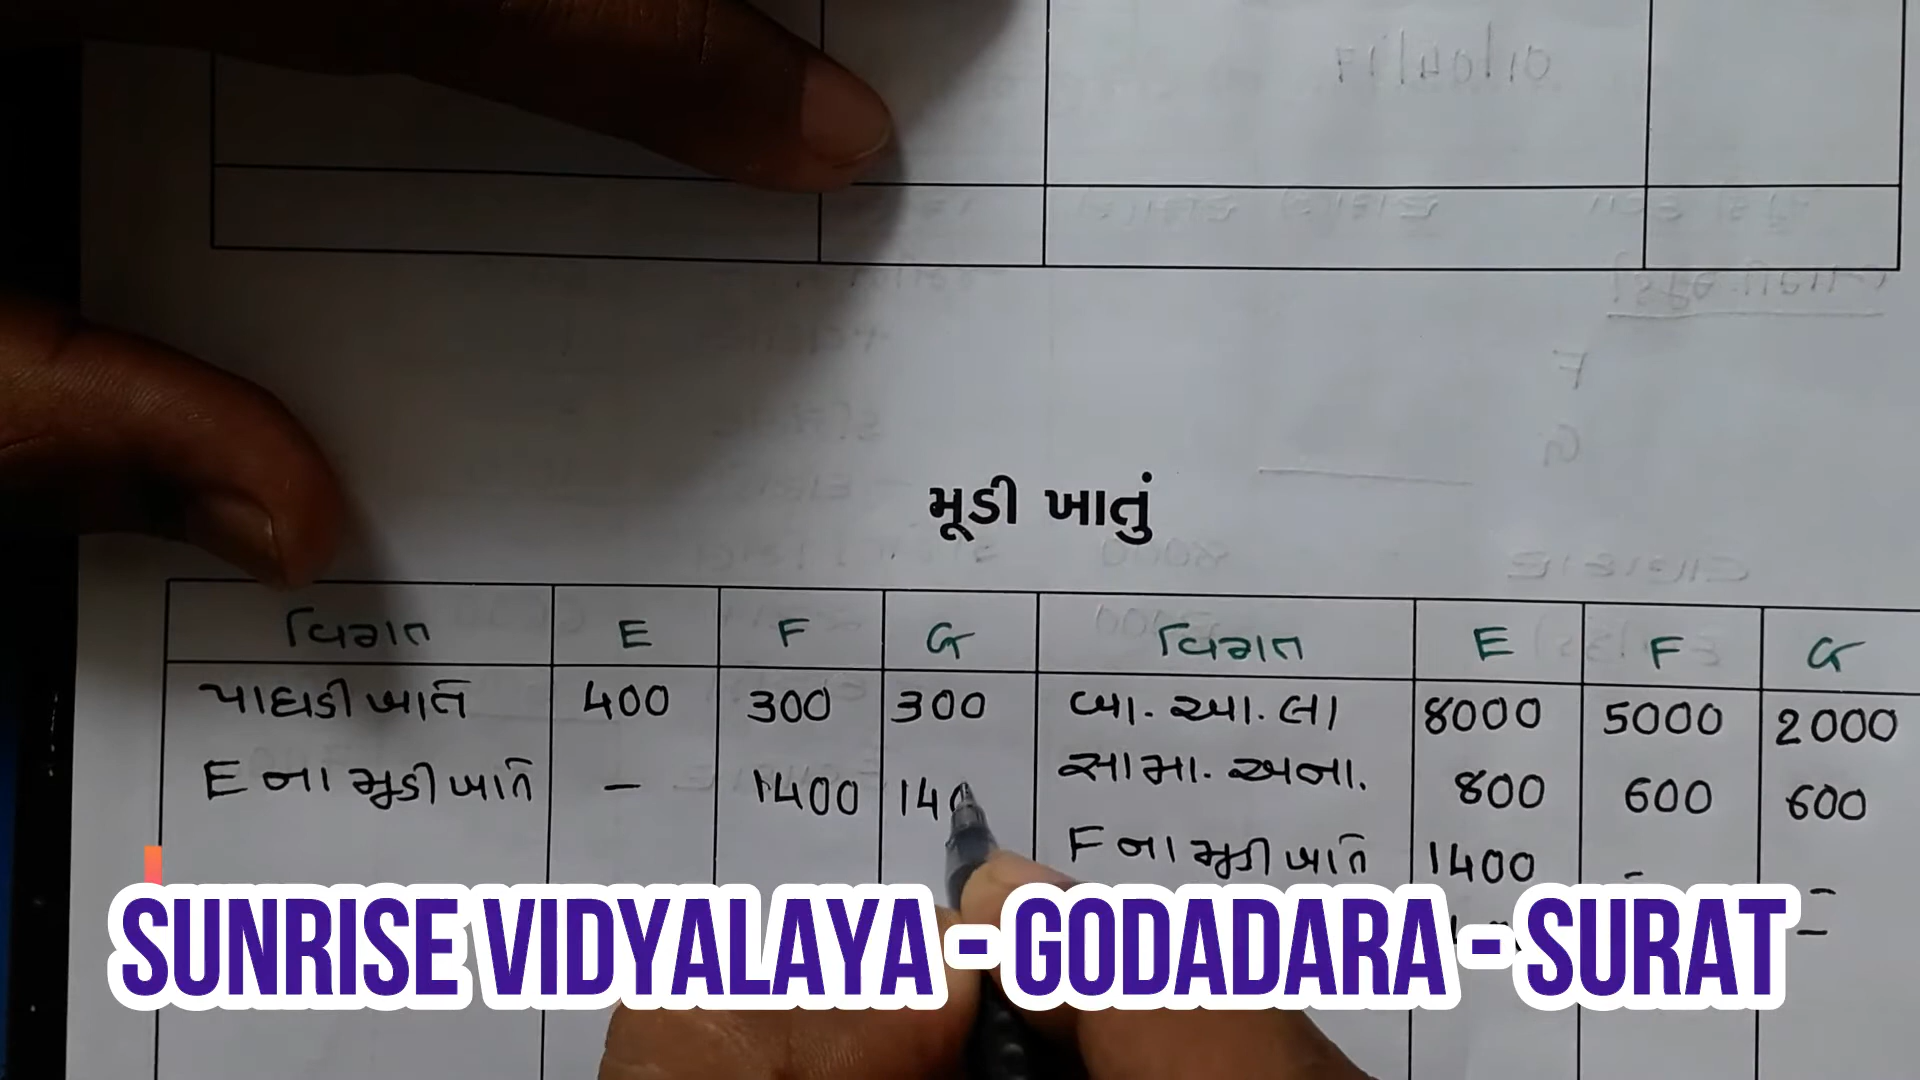 મૂડી ખાતું
વિગત E F G વિગત E F G
પાઘડી ખાતે 400 300 300 બા. આ. લા 8000 5000 2000
E ના મૂડી ખાતે – 1400 140 સામા. અના. 800 600 600
F ના મૂડી ખાતે 1400 - –
–
SUNRISE VIDYALAYA - GODADARA - SURAT